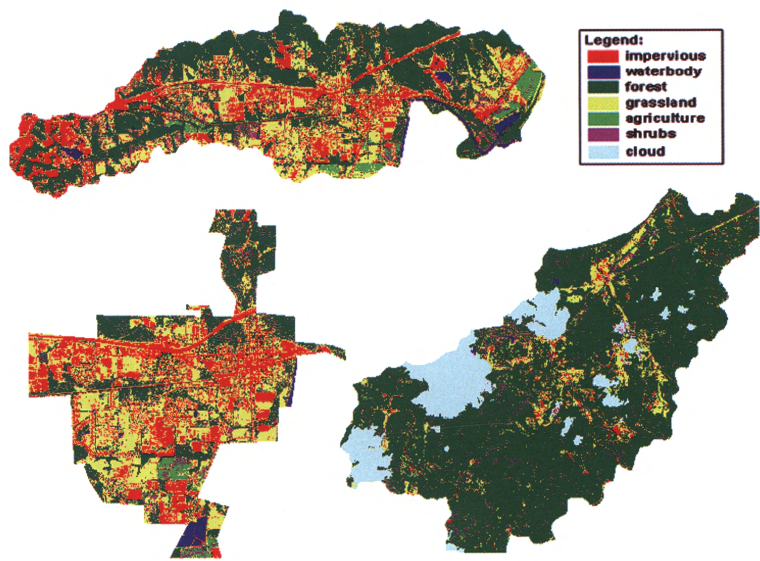 Legend:
impervious
waterbody
forest
grassland
agriculture
shrubs
cloud